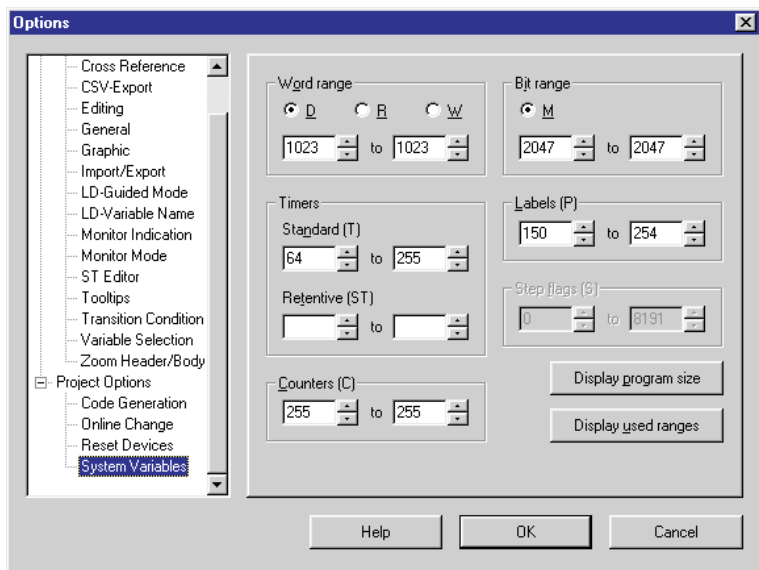 Options
Cross Reference
CSV-Export
Editing
General
Graphic
Import/Export
LD-Guided Mode
LD-Variable Name
Monitor Indication
Monitor Mode
ST Editor
Tooltips
Transition Condition
Variable Selection
Zoom Header/Body
Project Options
Code Generation
Online Change
Reset Devices
System Variables
Word range
D R W
1023 to 1023
Bit range
M
2047 to 2047
Timers
Standard (T)
64 to 255
Retentive (ST)
to
Labels (P)
150 to 254
Step flags (S)
0 to 8191
Counters (C)
255 to 255
Display program size
Display used ranges
Help OK Cancel